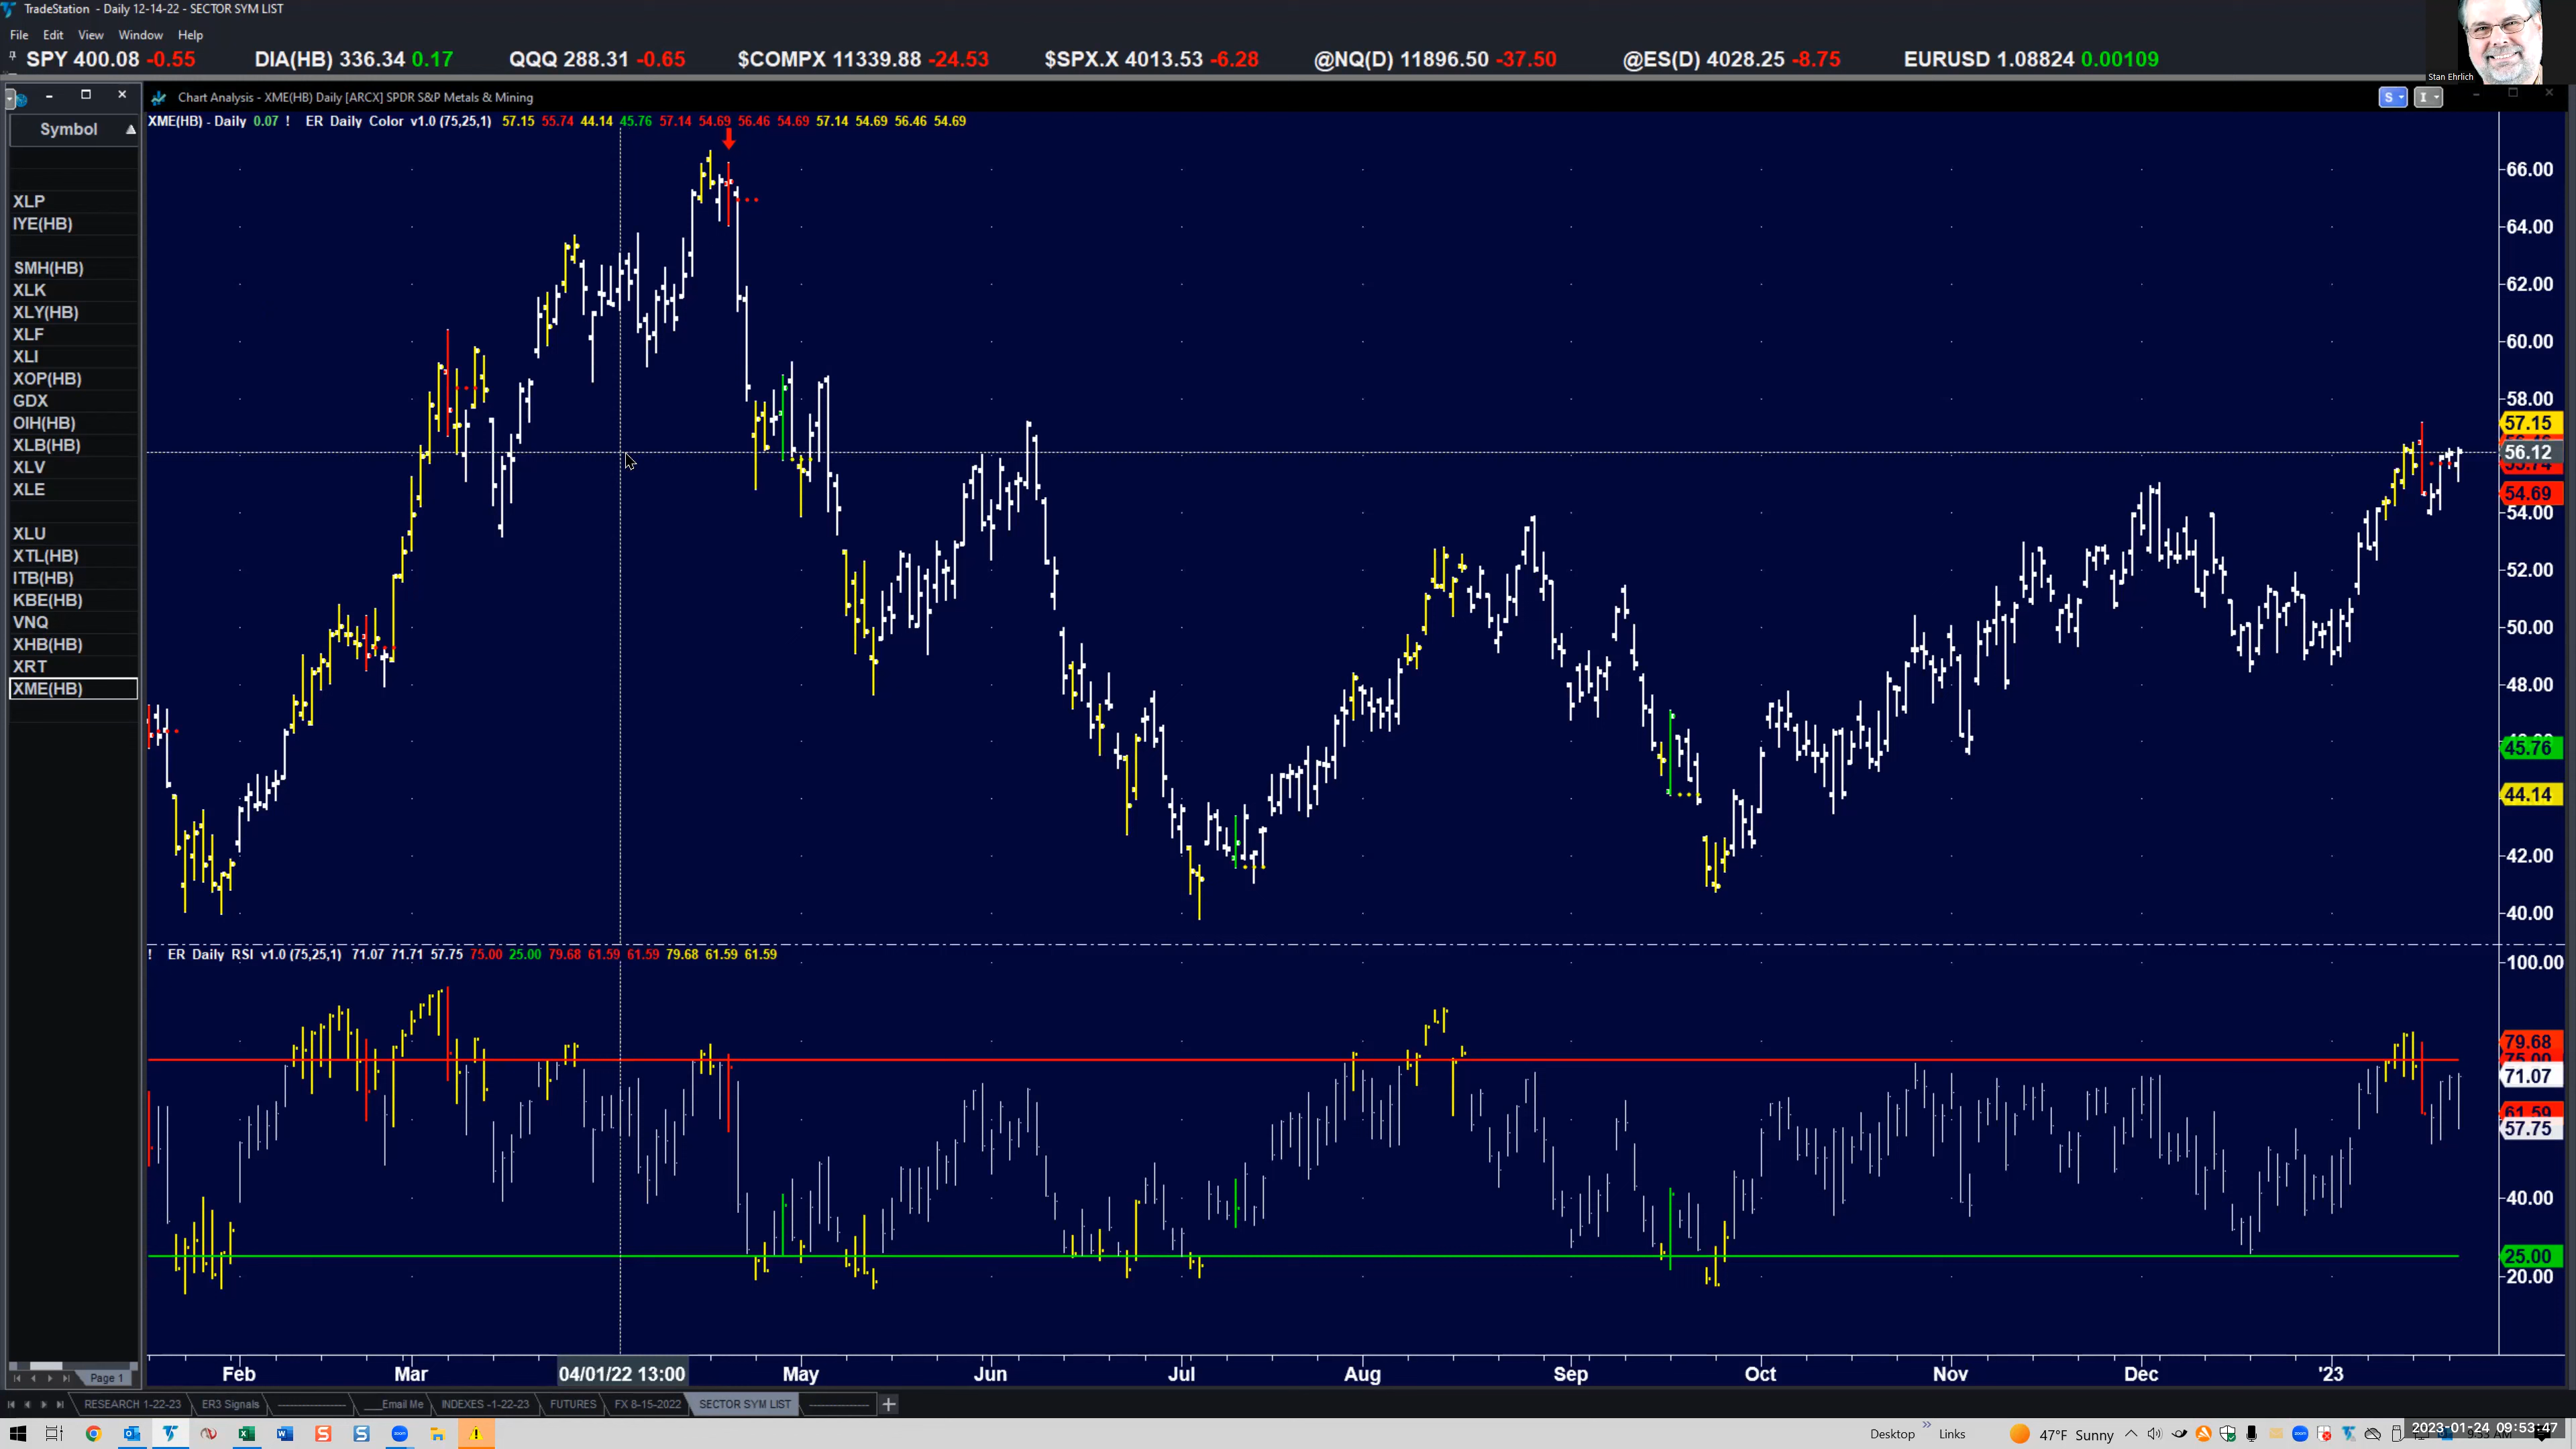 TradeStation - Daily 12-14-22 - SECTOR SYM LIST
File Edit View Window Help
SPY 400.08 -0.55 DIA(HB) 336.34 0.17 QQQ 288.31 -0.65 $COMPX 11339.88 -24.53 $SPX.X 4013.53 -6.28 @NQ(D) 11896.50 -37.50 @ES(D) 4028.25 -8.75 EURUSD 1.08824 0.00109
Stan Ehrlich
Chart Analysis - XME(HB) Daily [ARCX] SPDR S&P Metals & Mining
S I
XME(HB) - Daily 0.07 ! ER Daily Color v1.0 (75,25,1) 57.15 55.74 44.14 45.76 57.14 54.69 56.46 54.69 57.14 54.69 56.46 54.69
Symbol
XLP
IYE(HB)
SMH(HB)
XLK
XLY(HB)
XLF
XLI
XOP(HB)
GDX
OIH(HB)
XLB(HB)
XLV
XLE
XLU
XTL(HB)
ITB(HB)
KBE(HB)
VNQ
XHB(HB)
XRT
XME(HB)
66.00
64.00
62.00
60.00
58.00
57.15
56.12
54.69
54.00
52.00
50.00
48.00
45.76
44.14
42.00
40.00
! ER Daily RSI v1.0 (75,25,1) 71.07 71.71 57.75 75.00 25.00 79.68 61.59 61.59 79.68 61.59 61.59
100.00
79.68
75.00
71.07
61.59
57.75
40.00
25.00
20.00
Feb Mar 04/01/22 13:00 May Jun Jul Aug Sep Oct Nov Dec '23
Page 1
RESEARCH 1-22-23 ER3 Signals ___Email Me INDEXES -1-22-23 FUTURES FX 8-15-2022 SECTOR SYM LIST
Desktop Links 47°F Sunny 2023-01-24 09:53:47